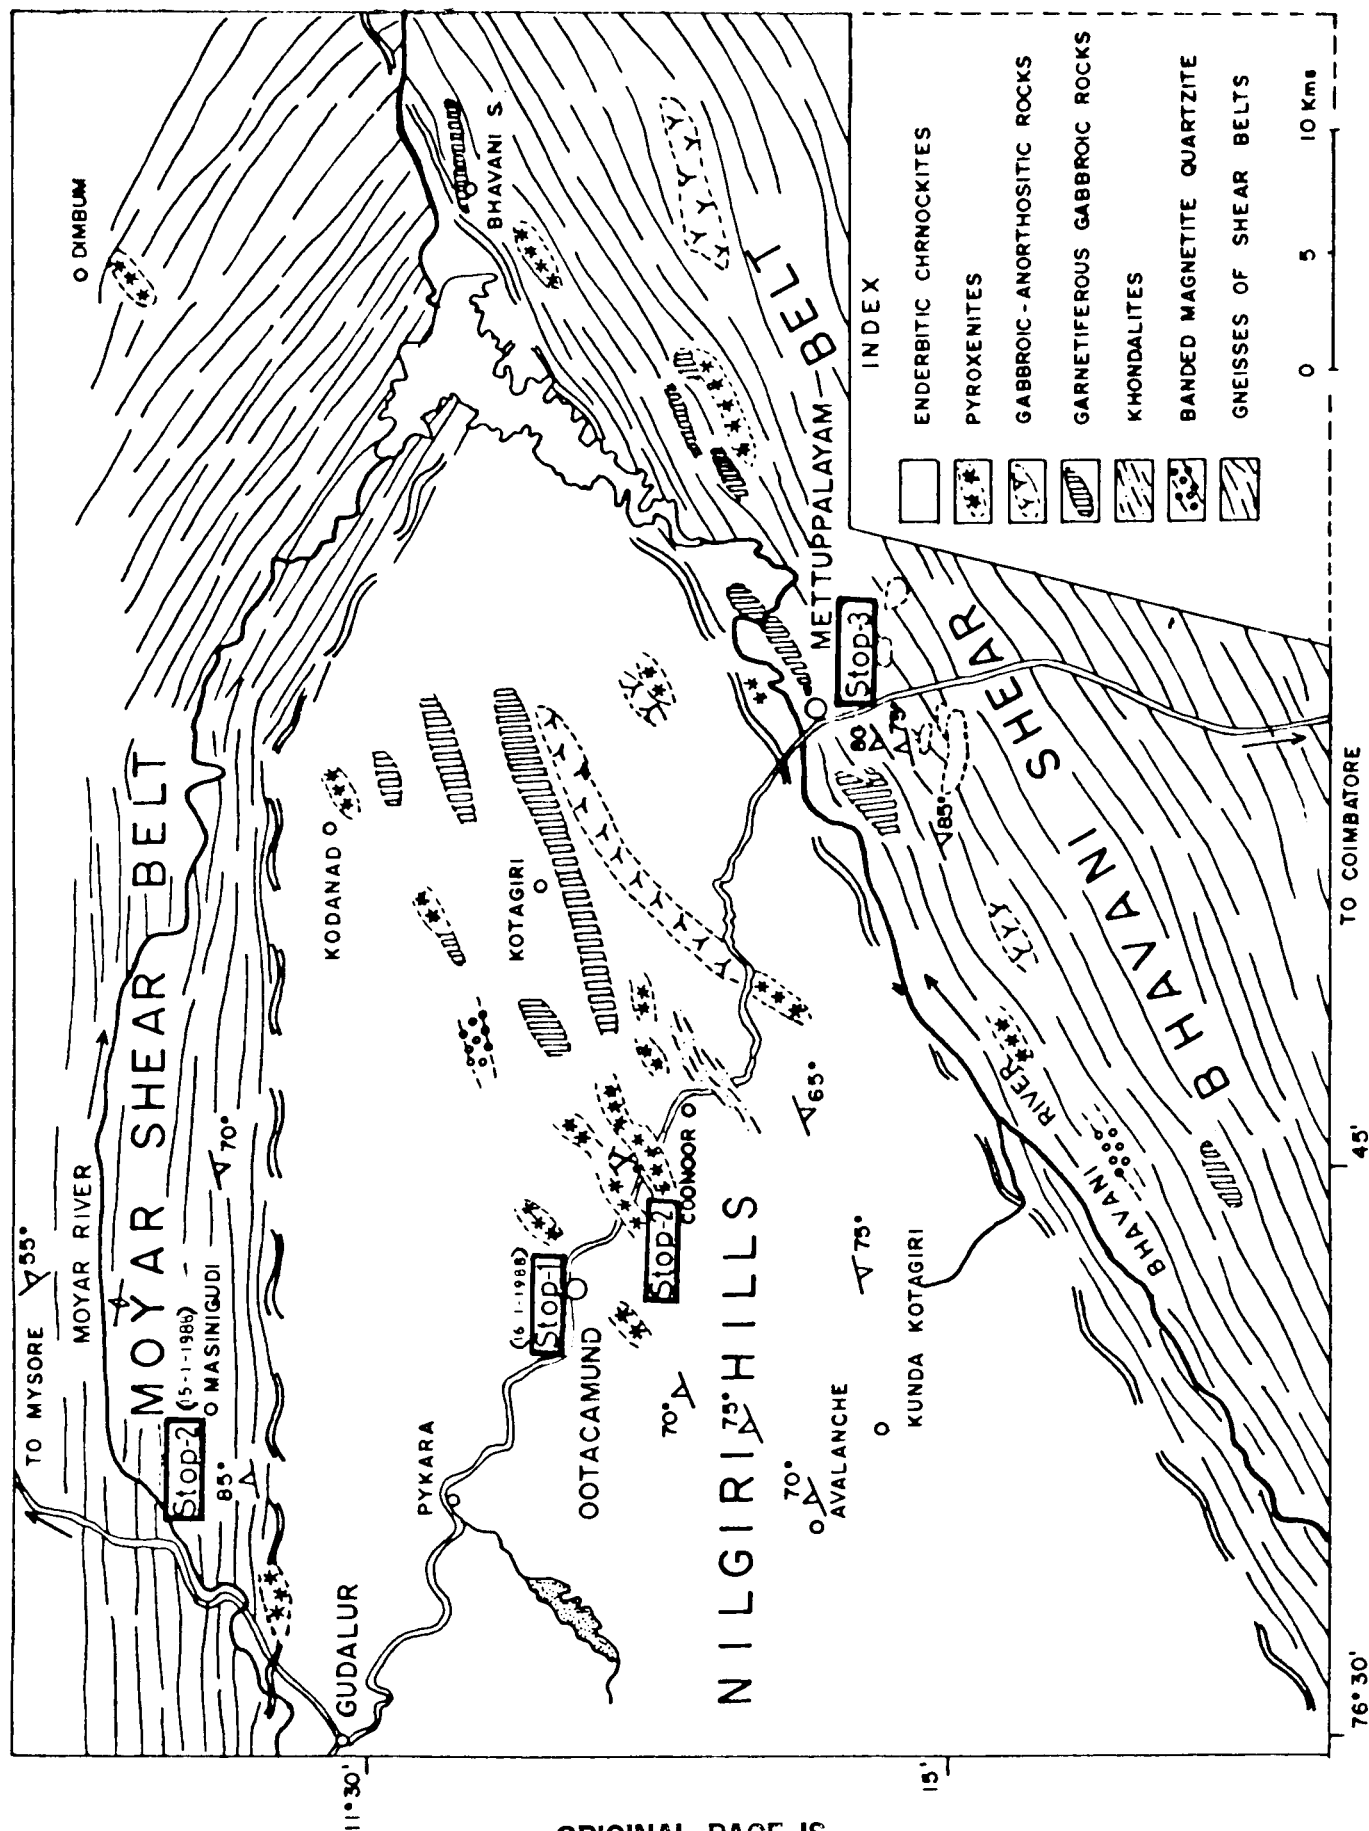 DIMBUM
BHAVANI S.
TO MYSORE
55°
MOYAR RIVER
MOYAR SHEAR BELT
Stop-2
(15-1-1988)
MASINIGUDI
70°
85°
KODANAD
KOTAGIRI
GUDALUR
PYKARA
OOTACAMUND
Stop-1
Stop-2
COONOOR
NILGIRI HILLS
70°
75°
70°
AVALANCHE
KUNDA KOTAGIRI
75°
65°
METTUPPALAYAM-BELT
Stop-3
80
75°
85°
BHAVANI RIVER
BHAVANI SHEAR
BHAVANI
TO COIMBATORE
INDEX
ENDERBITIC CHRNOCKITES
PYROXENITES
GABBROIC-ANORTHOSITIC ROCKS
GARNETIFEROUS GABBROIC ROCKS
KHONDALITES
BANDED MAGNETITE QUARTZITE
GNEISSES OF SHEAR BELTS
0 5 10 Kms
11°30'
15'
76°30'
45'
ORIGINAL PAGE IS